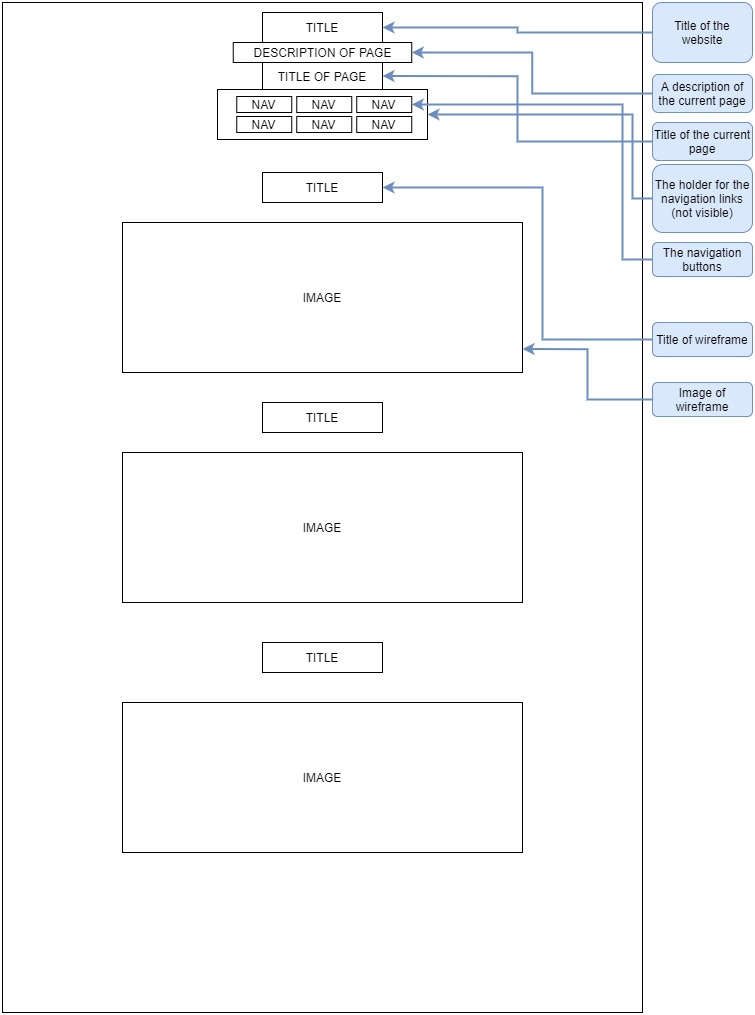 TITLE
DESCRIPTION OF PAGE
TITLE OF PAGE
NAV NAV NAV
NAV NAV NAV
TITLE
IMAGE
TITLE
IMAGE
TITLE
IMAGE
Title of the
website
A description of
the current page
Title of the current
page
The holder for the
navigation links
(not visible)
The navigation
buttons
Title of wireframe
Image of
wireframe